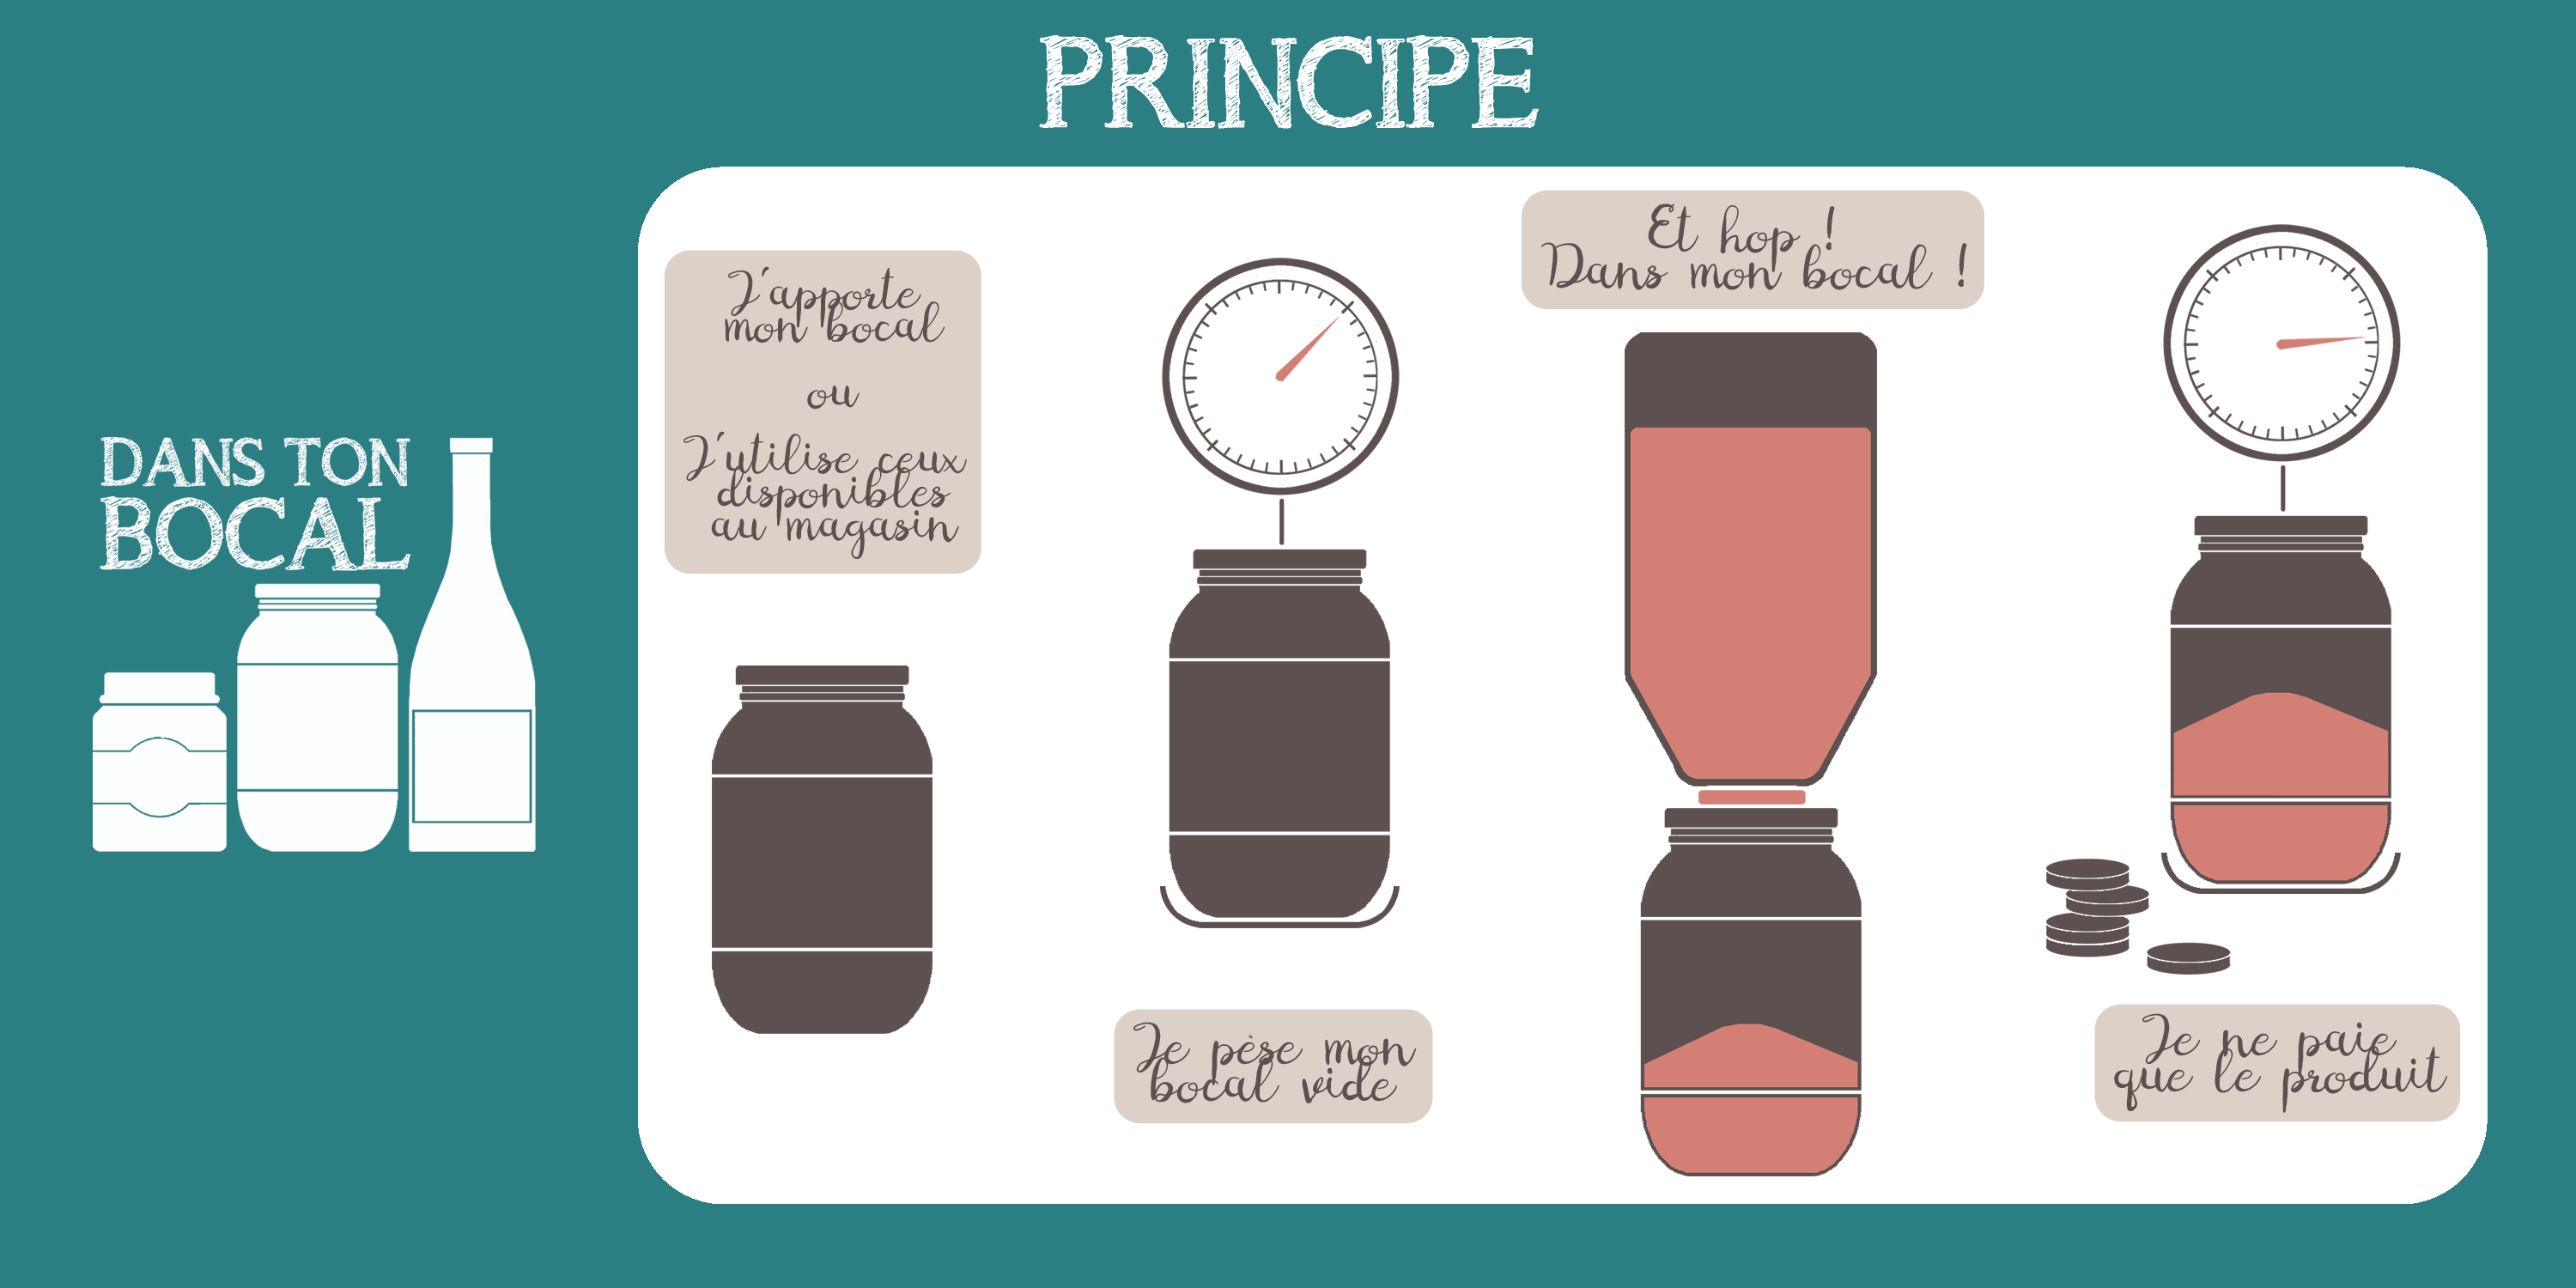 PRINCIPE
DANS TON
BOCAL
J'apporte
mon bocal
ou
J'utilise ceux
disponibles
au magasin
Je pèse mon
bocal vide
Et hop !
Dans mon bocal !
Je ne paie
que le produit